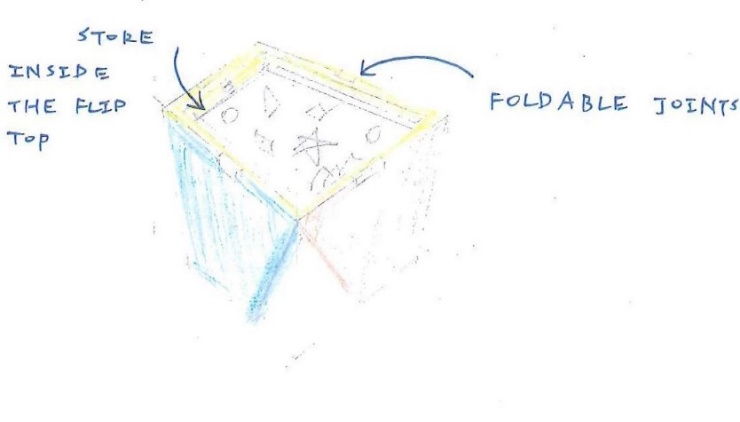 STORE
INSIDE
THE FLIP
TOP
FOLDABLE JOINTS